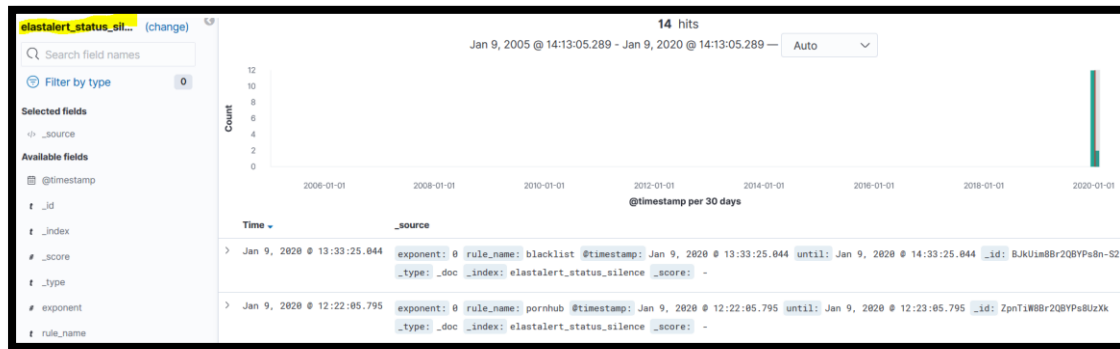 elastalert_status_sil... (change)
Search field names
Filter by type 0
Selected fields
</> _source
Available fields
@timestamp
t _id
t _index
# _score
t _type
# exponent
t rule_name
14 hits
Jan 9, 2005 @ 14:13:05.289 - Jan 9, 2020 @ 14:13:05.289 — Auto
Count
12
10
8
6
4
2
0
2006-01-01 2008-01-01 2010-01-01 2012-01-01 2014-01-01 2016-01-01 2018-01-01 2020-01-01
@timestamp per 30 days
Time _source
> Jan 9, 2020 @ 13:33:25.044 exponent: 0 rule_name: blacklist @timestamp: Jan 9, 2020 @ 13:33:25.044 until: Jan 9, 2020 @ 14:33:25.044 _id: BJkUim8Br2QBYPs8n-S2
_type: _doc _index: elastalert_status_silence _score: -
> Jan 9, 2020 @ 12:22:05.795 exponent: 0 rule_name: pornhub @timestamp: Jan 9, 2020 @ 12:22:05.795 until: Jan 9, 2020 @ 12:23:05.795 _id: ZpnTiW8Br2QBYPs8UzXk
_type: _doc _index: elastalert_status_silence _score: -